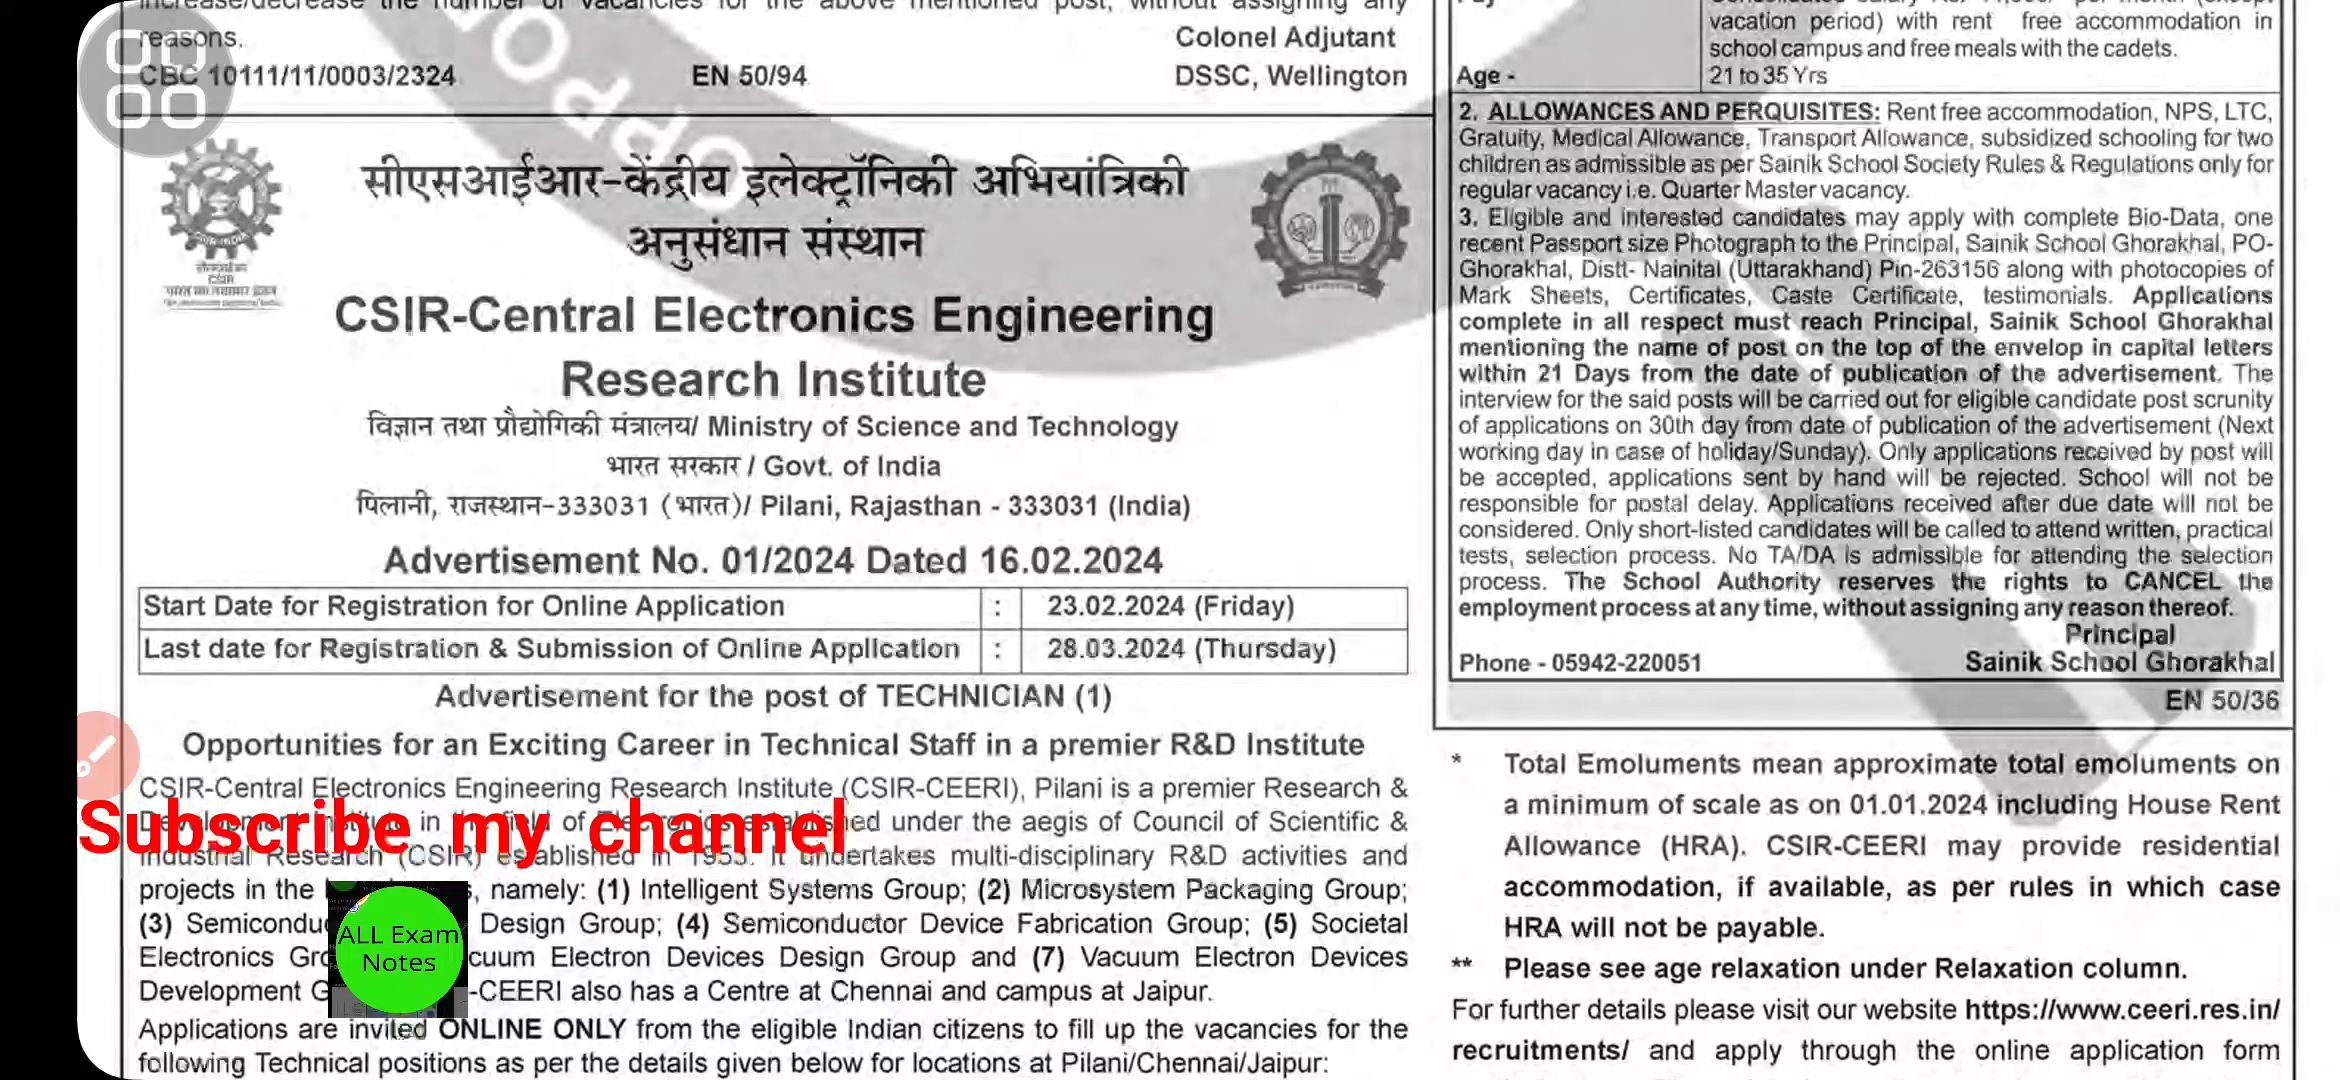 reasons.
Colonel Adjutant
CBC 10111/11/0003/2324 EN 50/94 DSSC, Wellington
सीएसआईआर-केंद्रीय इलेक्ट्रॉनिकी अभियांत्रिकी
अनुसंधान संस्थान
CSIR-Central Electronics Engineering
Research Institute
विज्ञान तथा प्रौद्योगिकी मंत्रालय/ Ministry of Science and Technology
भारत सरकार / Govt. of India
पिलानी, राजस्थान-333031 (भारत)/ Pilani, Rajasthan - 333031 (India)
Advertisement No. 01/2024 Dated 16.02.2024
Start Date for Registration for Online Application : 23.02.2024 (Friday)
Last date for Registration & Submission of Online Application : 28.03.2024 (Thursday)
Advertisement for the post of TECHNICIAN (1)
Opportunities for an Exciting Career in Technical Staff in a premier R&D Institute
CSIR-Central Electronics Engineering Research Institute (CSIR-CEERI), Pilani is a premier Research &
in the field of under the aegis of Council of Scientific &
Industrial Research (CSIR) established in 1953. It undertakes multi-disciplinary R&D activities and
projects in the namely: (1) Intelligent Systems Group; (2) Microsystem Packaging Group;
(3) Design Group; (4) Semiconductor Device Fabrication Group; (5) Societal
Electronics Electron Devices Design Group and (7) Vacuum Electron Devices
Development -CEERI also has a Centre at Chennai and campus at Jaipur.
Applications are invited ONLINE ONLY from the eligible Indian citizens to fill up the vacancies for the
following Technical positions as per the details given below for locations at Pilani/Chennai/Jaipur:
Subscribe my channel
ALL Exam
Notes
vacation period) with rent free accommodation in
school campus and free meals with the cadets.
Age - 21 to 35 Yrs
2. ALLOWANCES AND PERQUISITES: Rent free accommodation, NPS, LTC,
Gratuity, Medical Allowance, Transport Allowance, subsidized schooling for two
children as admissible as per Sainik School Society Rules & Regulations only for
regular vacancy i.e. Quarter Master vacancy.
3. Eligible and interested candidates may apply with complete Bio-Data, one
recent Passport size Photograph to the Principal, Sainik School Ghorakhal, PO-
Ghorakhal, Distt- Nainital (Uttarakhand) Pin-263156 along with photocopies of
Mark Sheets, Certificates, Caste Certificate, testimonials. Applications
complete in all respect must reach Principal, Sainik School Ghorakhal
mentioning the name of post on the top of the envelop in capital letters
within 21 Days from the date of publication of the advertisement. The
interview for the said posts will be carried out for eligible candidate post scrunity
of applications on 30th day from date of publication of the advertisement (Next
working day in case of holiday/Sunday). Only applications received by post will
be accepted, applications sent by hand will be rejected. School will not be
responsible for postal delay. Applications received after due date will not be
considered. Only short-listed candidates will be called to attend written, practical
tests, selection process. No TA/DA is admissible for attending the selection
process. The School Authority reserves the rights to CANCEL the
employment process at any time, without assigning any reason thereof.
Principal
Phone - 05942-220051 Sainik School Ghorakhal
EN 50/36
* Total Emoluments mean approximate total emoluments on
a minimum of scale as on 01.01.2024 including House Rent
Allowance (HRA). CSIR-CEERI may provide residential
accommodation, if available, as per rules in which case
HRA will not be payable.
** Please see age relaxation under Relaxation column.
For further details please visit our website https://www.ceeri.res.in/
recruitments/ and apply through the online application form